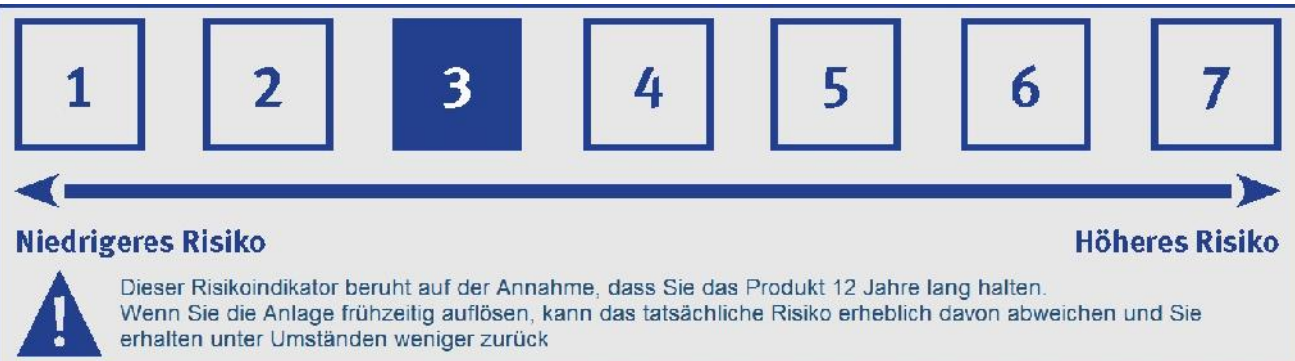 1 2 3 4 5 6 7
Niedrigeres Risiko Höheres Risiko
!
Dieser Risikoindikator beruht auf der Annahme, dass Sie das Produkt 12 Jahre lang halten.
Wenn Sie die Anlage frühzeitig auflösen, kann das tatsächliche Risiko erheblich davon abweichen und Sie
erhalten unter Umständen weniger zurück